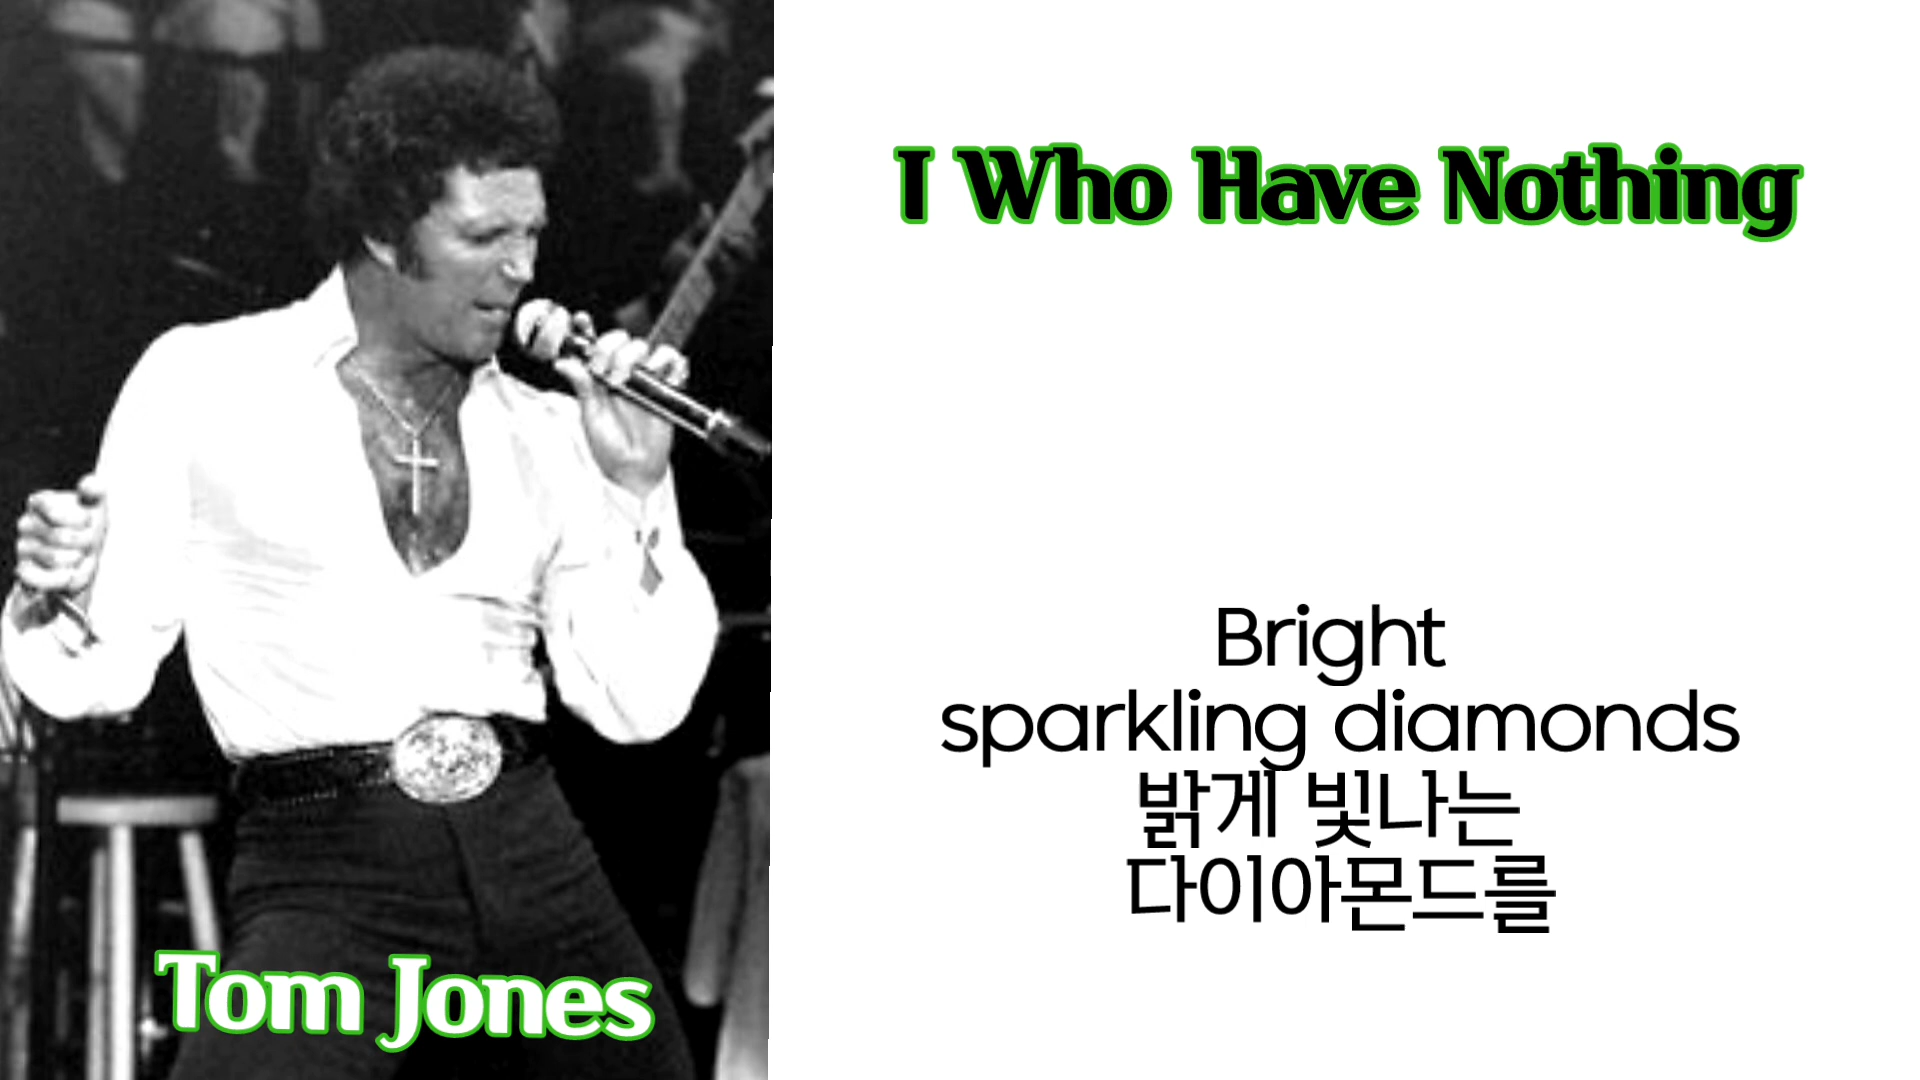 I Who Have Nothing
Bright
sparkling diamonds
밝게 빛나는
다이아몬드를
Tom Jones